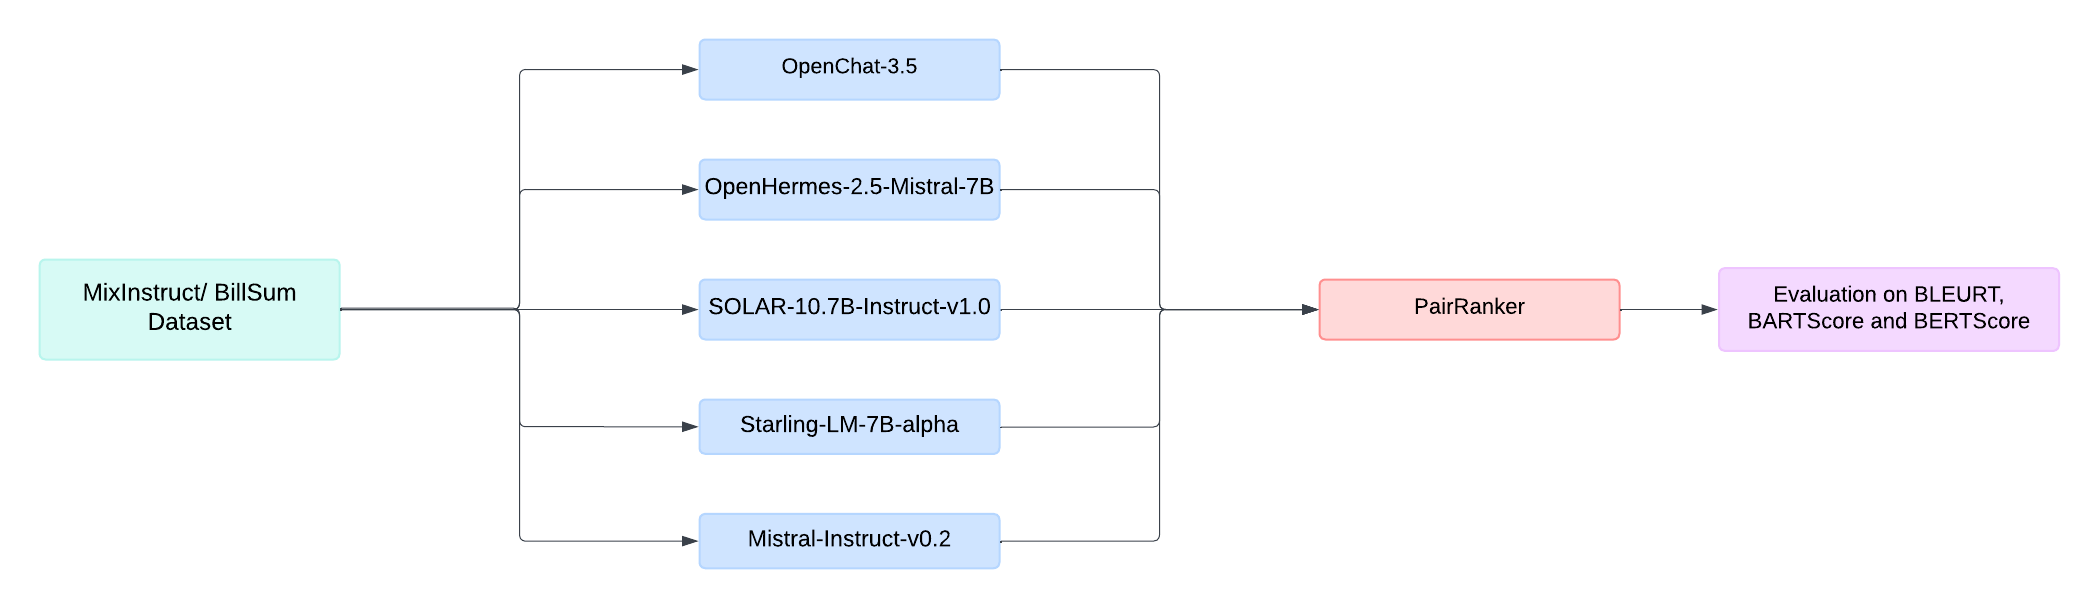 MixInstruct/ BillSum
Dataset
OpenChat-3.5
OpenHermes-2.5-Mistral-7B
SOLAR-10.7B-Instruct-v1.0
Starling-LM-7B-alpha
Mistral-Instruct-v0.2
PairRanker
Evaluation on BLEURT,
BARTScore and BERTScore